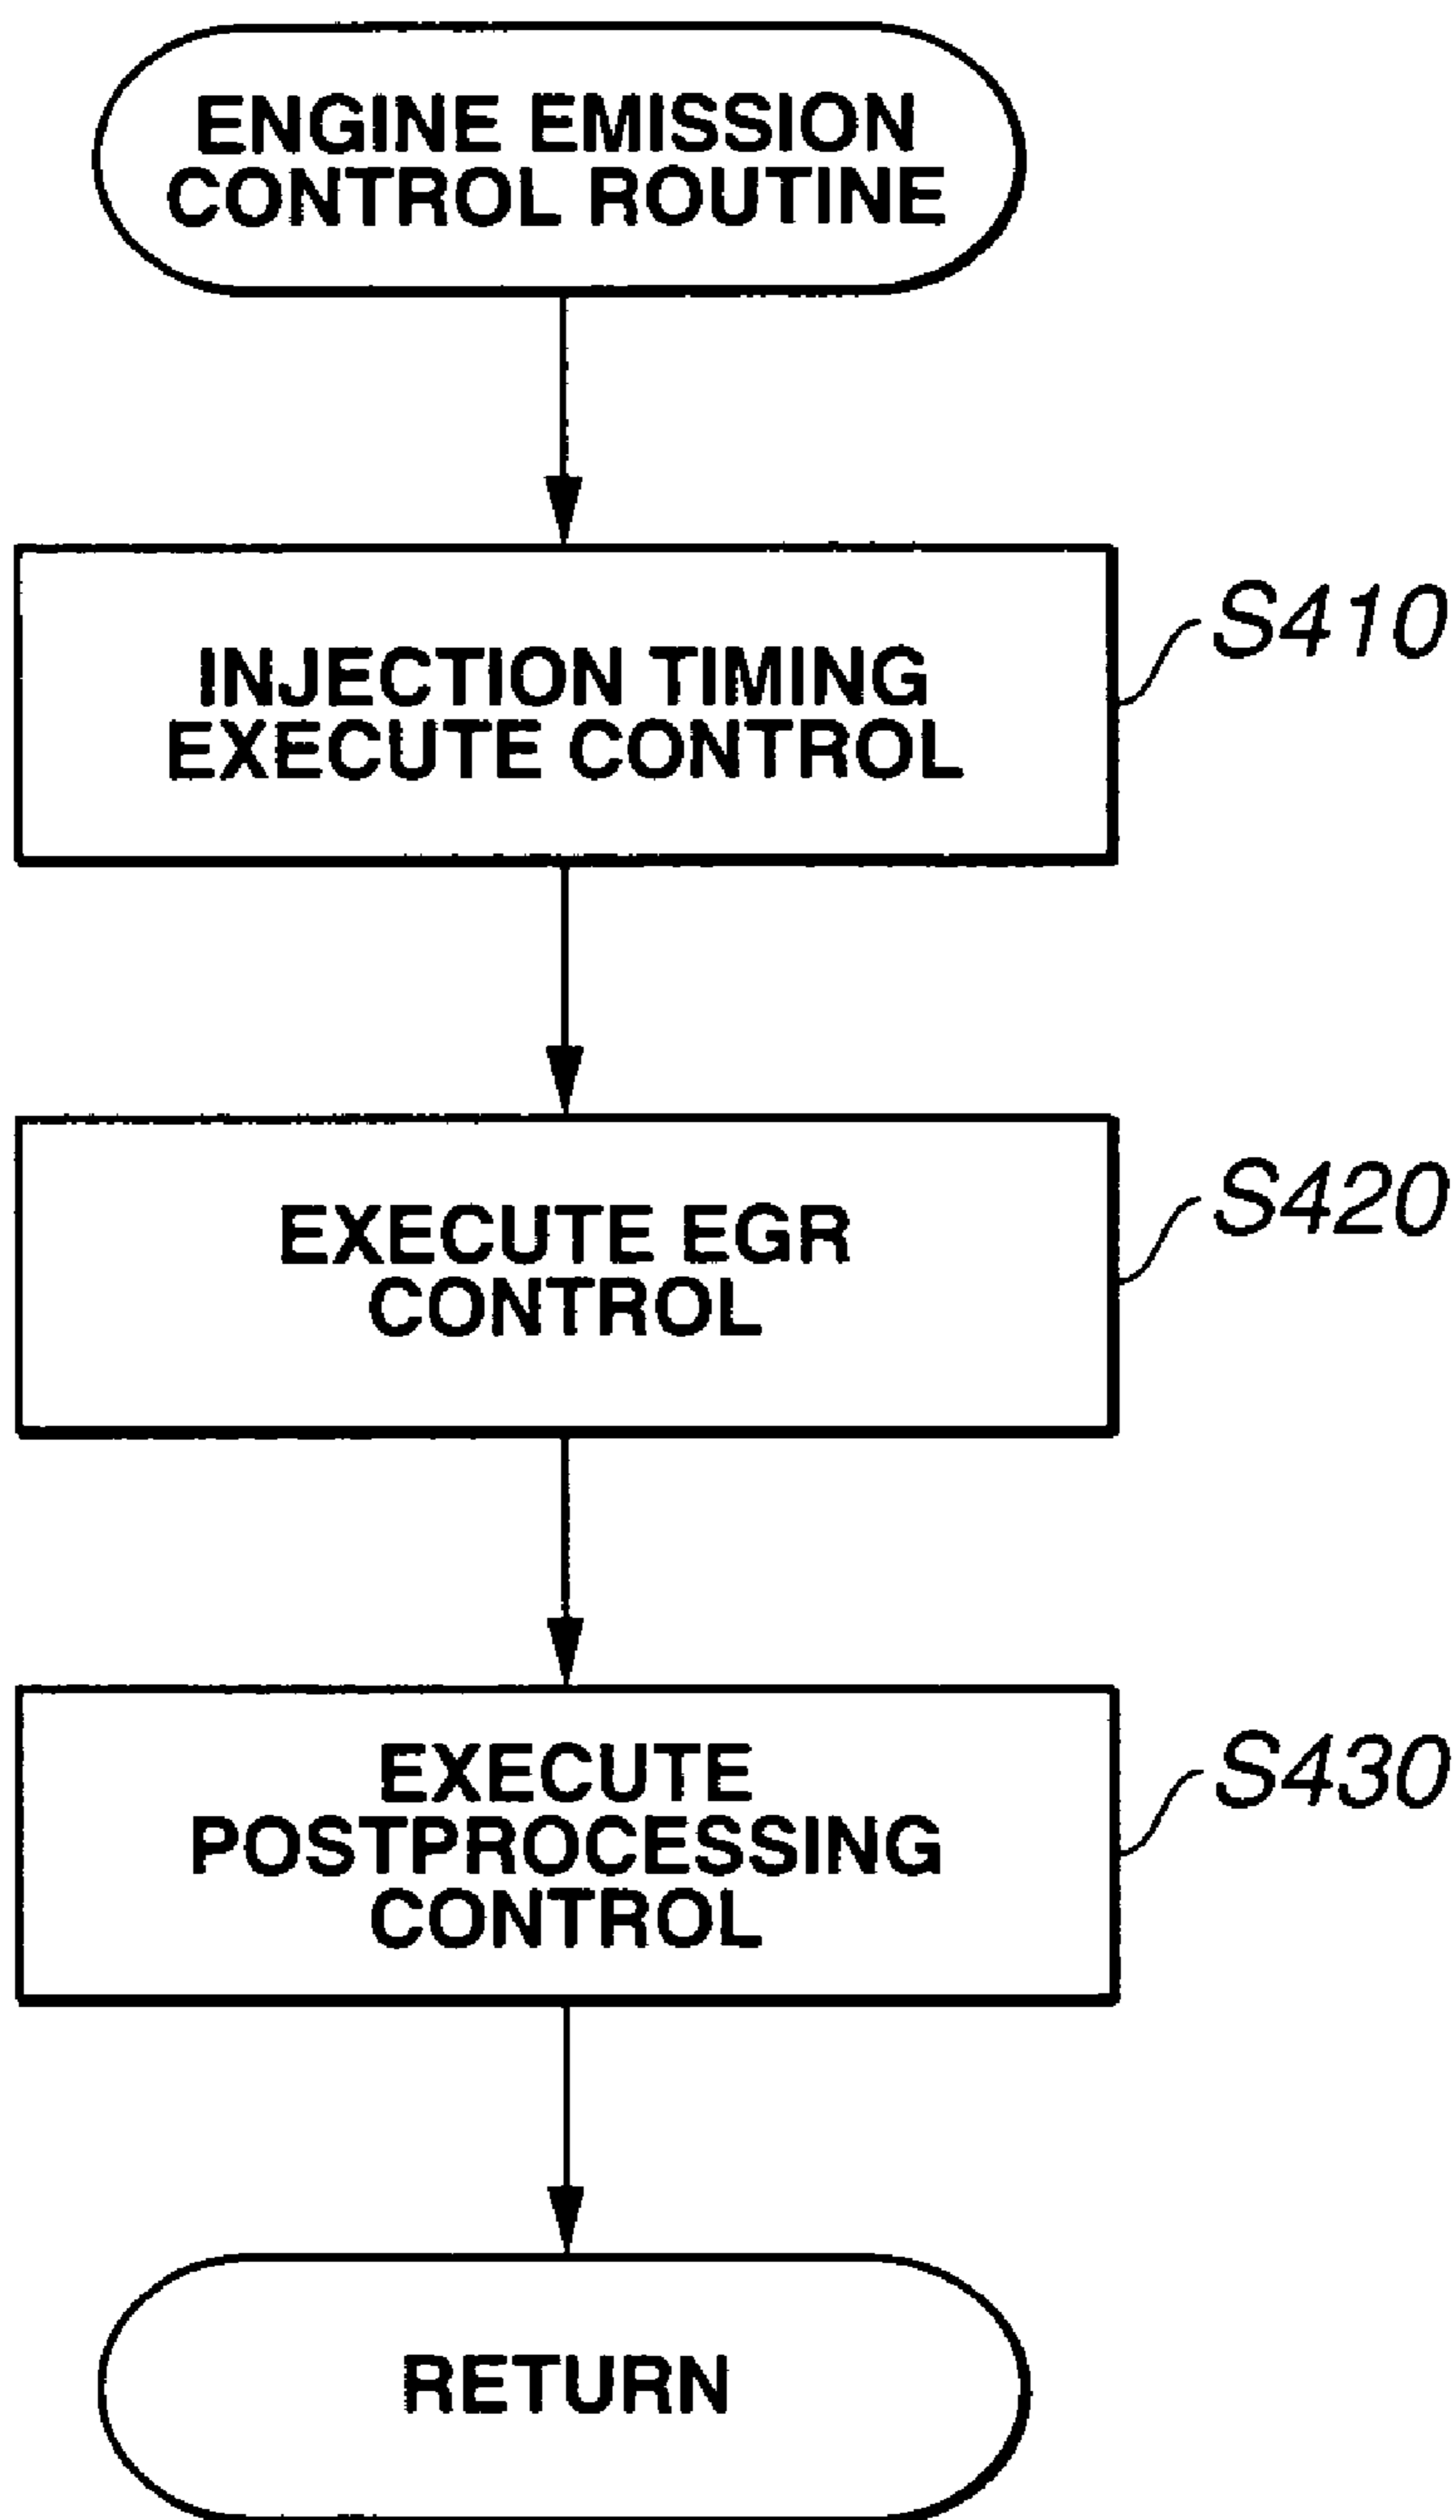 ENGINE EMISSION
CONTROL ROUTINE
INJECTION TIMING
EXECUTE CONTROL
S410
EXECUTE EGR
CONTROL
S420
EXECUTE
POSTPROCESSING
CONTROL
S430
RETURN